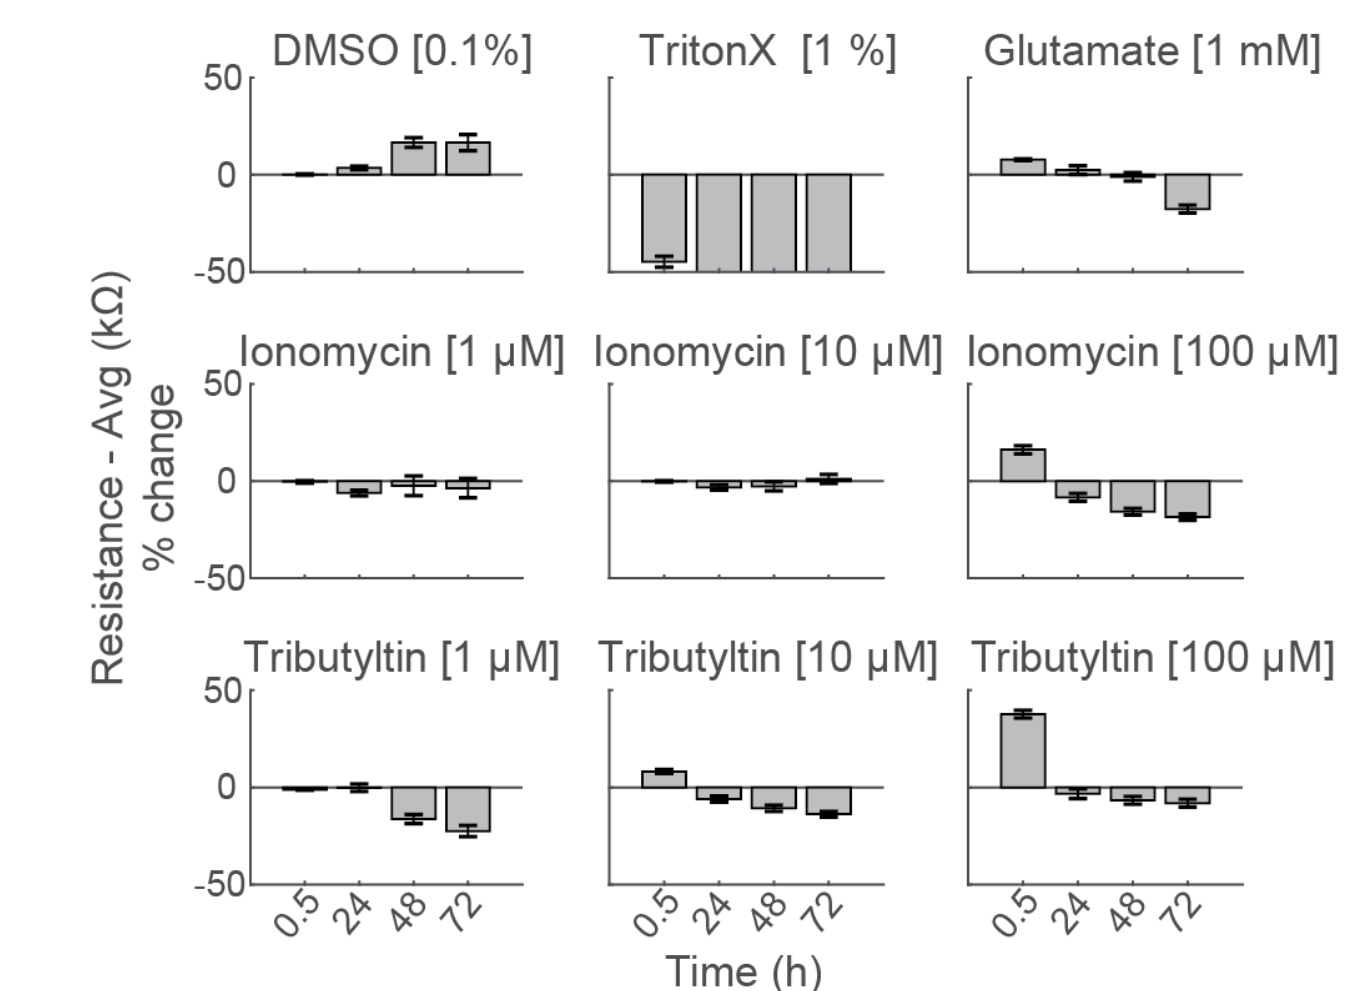 DMSO [0.1%]
TritonX  [1 %]
Glutamate [1 mM]
50
0
-50
Resistance - Avg (kΩ)
% change
Ionomycin [1 µM]
Ionomycin [10 µM]
Ionomycin [100 µM]
50
0
-50
Tributyltin [1 µM]
Tributyltin [10 µM]
Tributyltin [100 µM]
50
0
-50
0.5 24 48 72
0.5 24 48 72
0.5 24 48 72
Time (h)